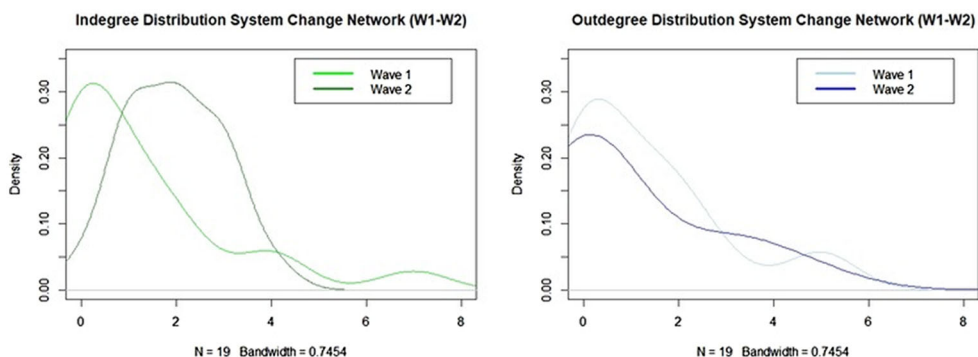 Indegree Distribution System Change Network (W1-W2)
Wave 1
Wave 2
Density
0.00 0.10 0.20 0.30
0 2 4 6 8
N = 19 Bandwidth = 0.7454
Outdegree Distribution System Change Network (W1-W2)
Wave 1
Wave 2
Density
0.00 0.10 0.20 0.30
0 2 4 6 8
N = 19 Bandwidth = 0.7454